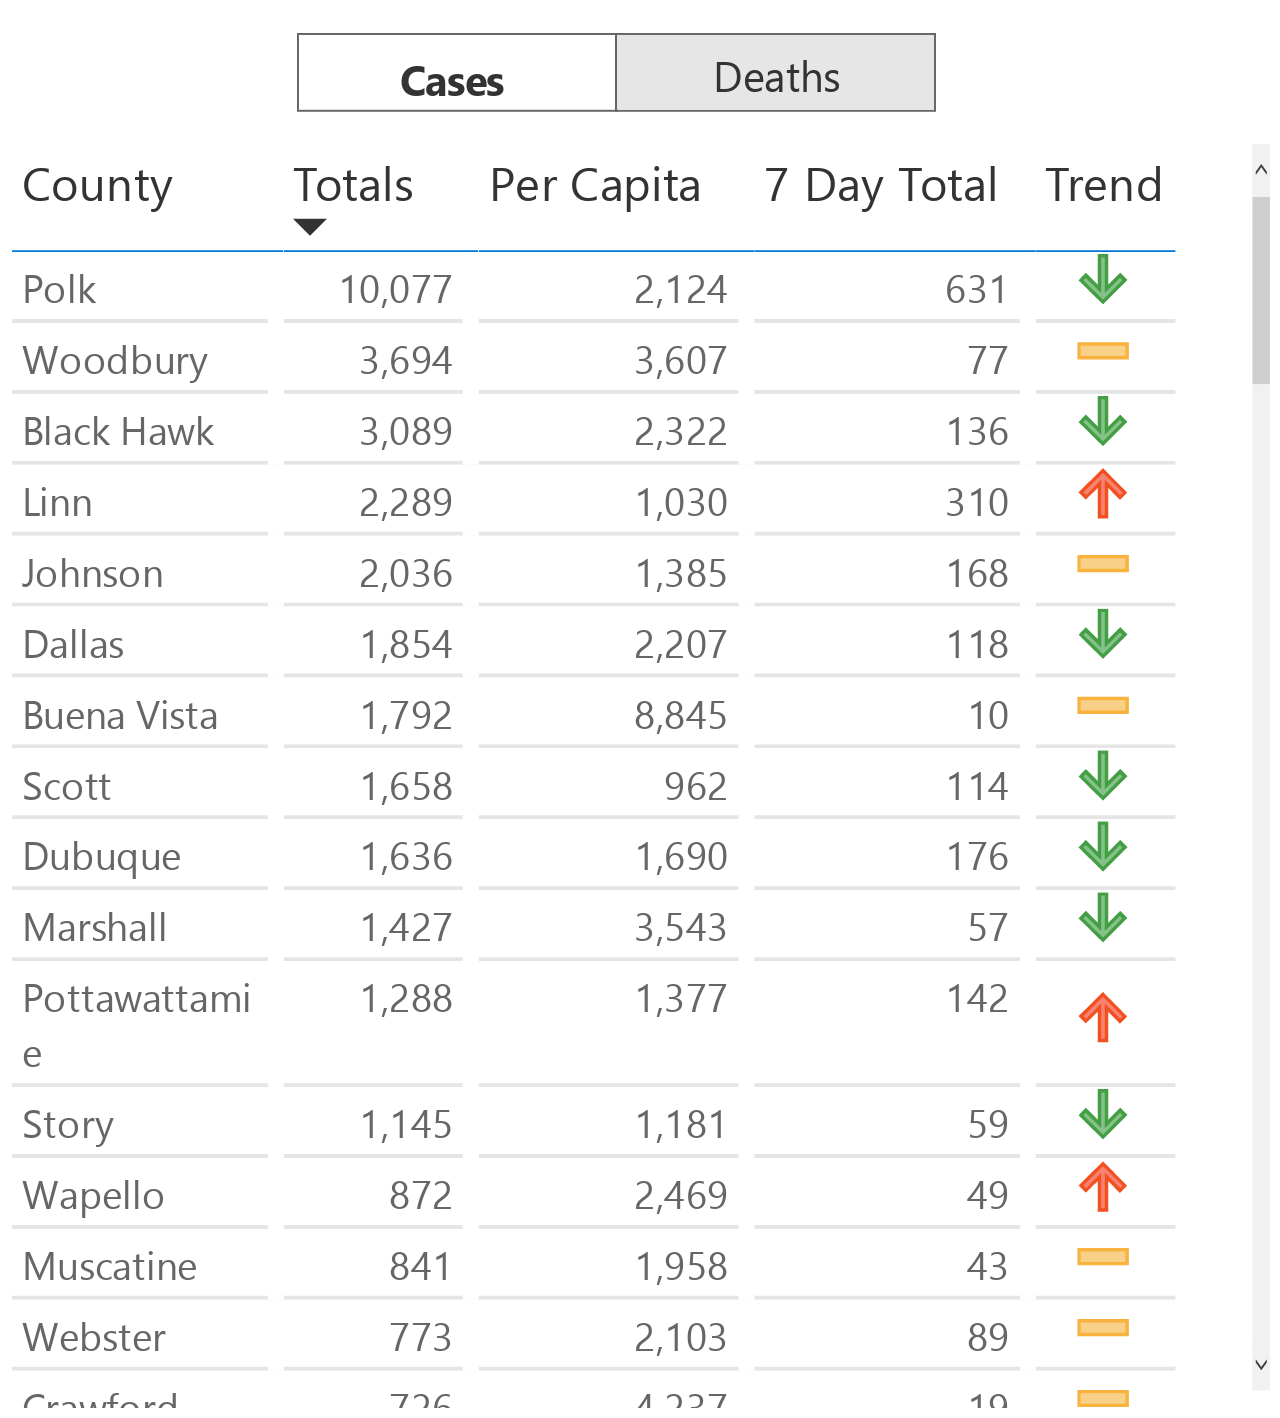 Cases Deaths
County Totals Per Capita 7 Day Total Trend
Polk 10,077 2,124 631
Woodbury 3,694 3,607 77
Black Hawk 3,089 2,322 136
Linn 2,289 1,030 310
Johnson 2,036 1,385 168
Dallas 1,854 2,207 118
Buena Vista 1,792 8,845 10
Scott 1,658 962 114
Dubuque 1,636 1,690 176
Marshall 1,427 3,543 57
Pottawattami 1,288 1,377 142
e
Story 1,145 1,181 59
Wapello 872 2,469 49
Muscatine 841 1,958 43
Webster 773 2,103 89
Crawford 726 4,237 19